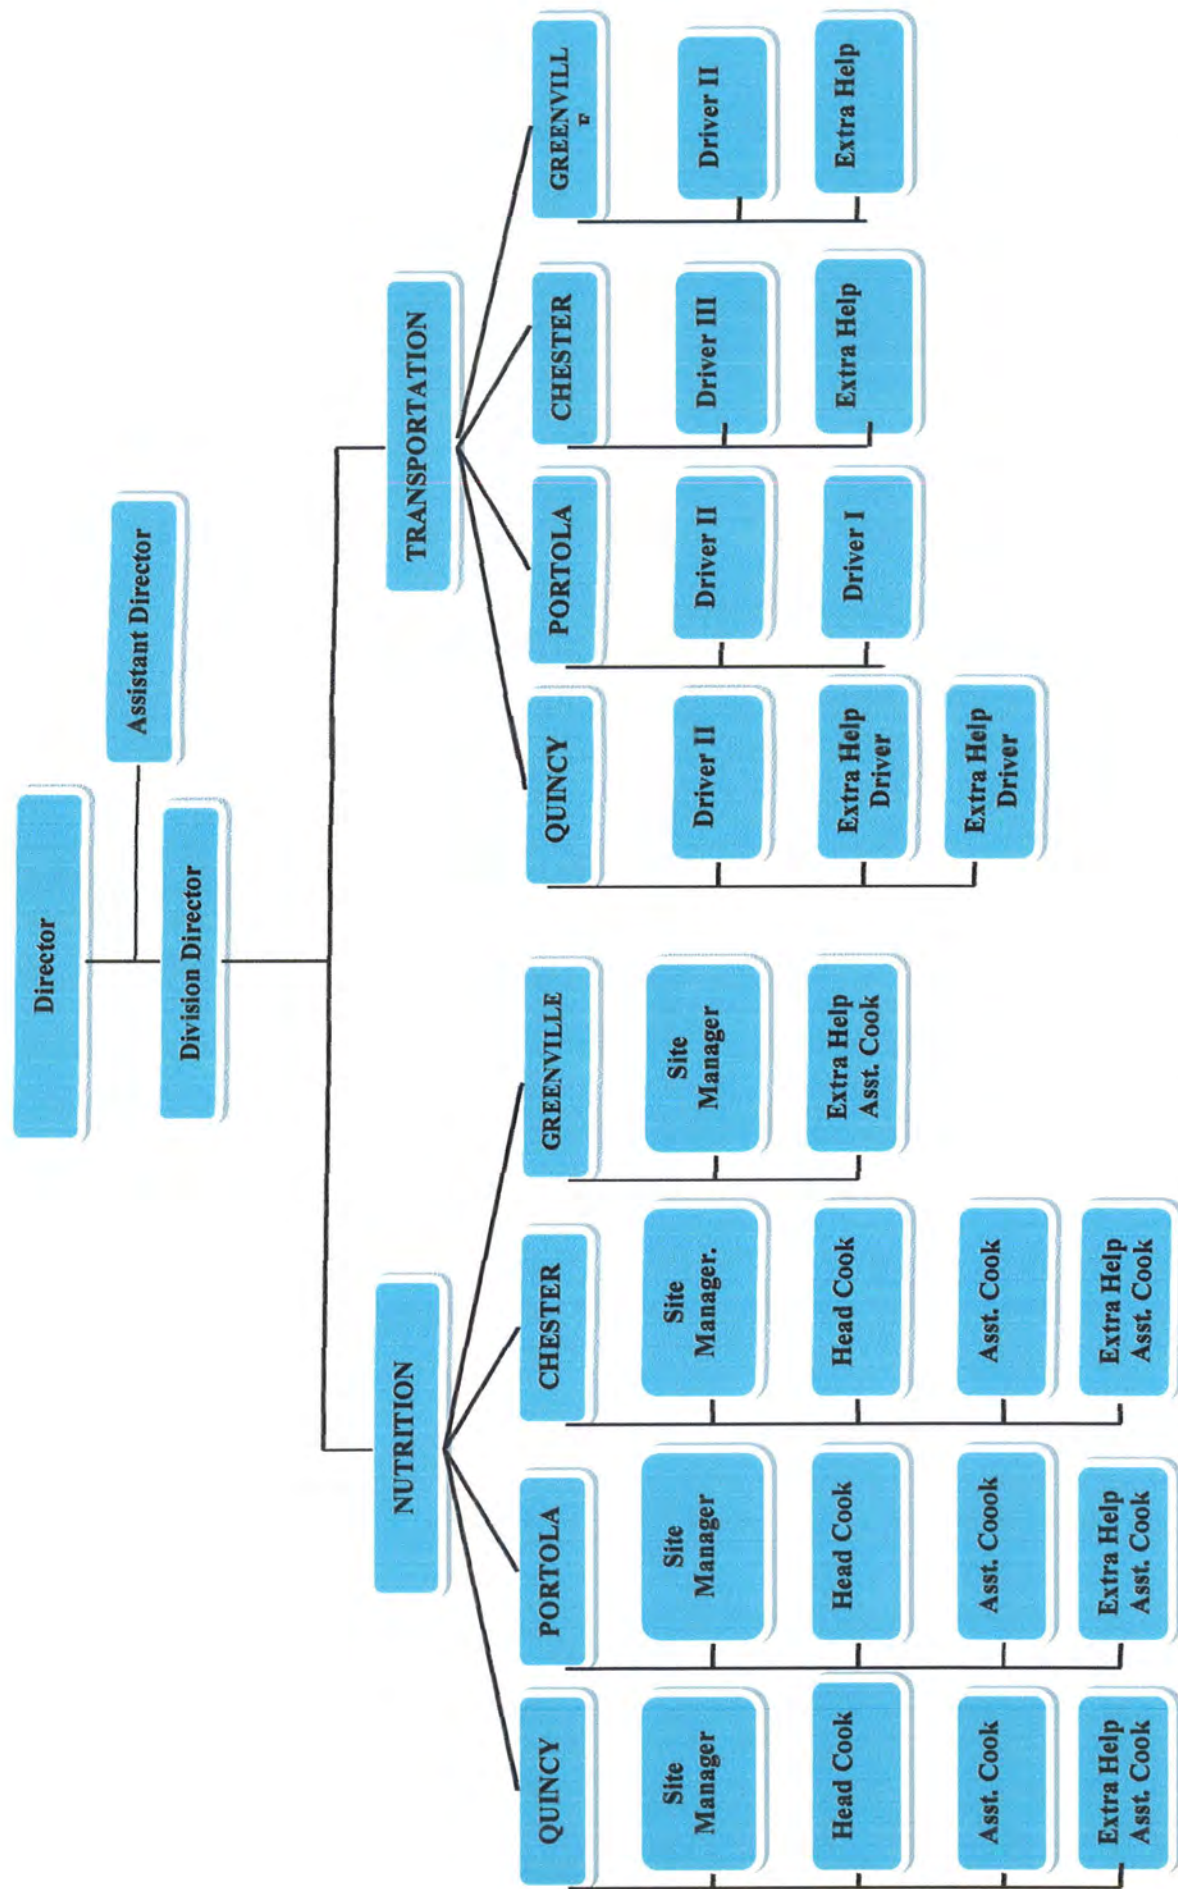 Director
Assistant Director
Division Director
NUTRITION
TRANSPORTATION
QUINCY
PORTOLA
CHESTER
GREENVILLE
QUINCY
PORTOLA
CHESTER
GREENVILL
E
Site
Manager
Site
Manager
Site
Manager.
Site
Manager
Driver II
Driver II
Driver III
Driver II
Head Cook
Head Cook
Head Cook
Extra Help
Asst. Cook
Extra Help
Driver
Driver I
Extra Help
Extra Help
Asst. Cook
Asst. Coook
Asst. Cook
Extra Help
Driver
Extra Help
Asst. Cook
Extra Help
Asst. Cook
Extra Help
Asst. Cook